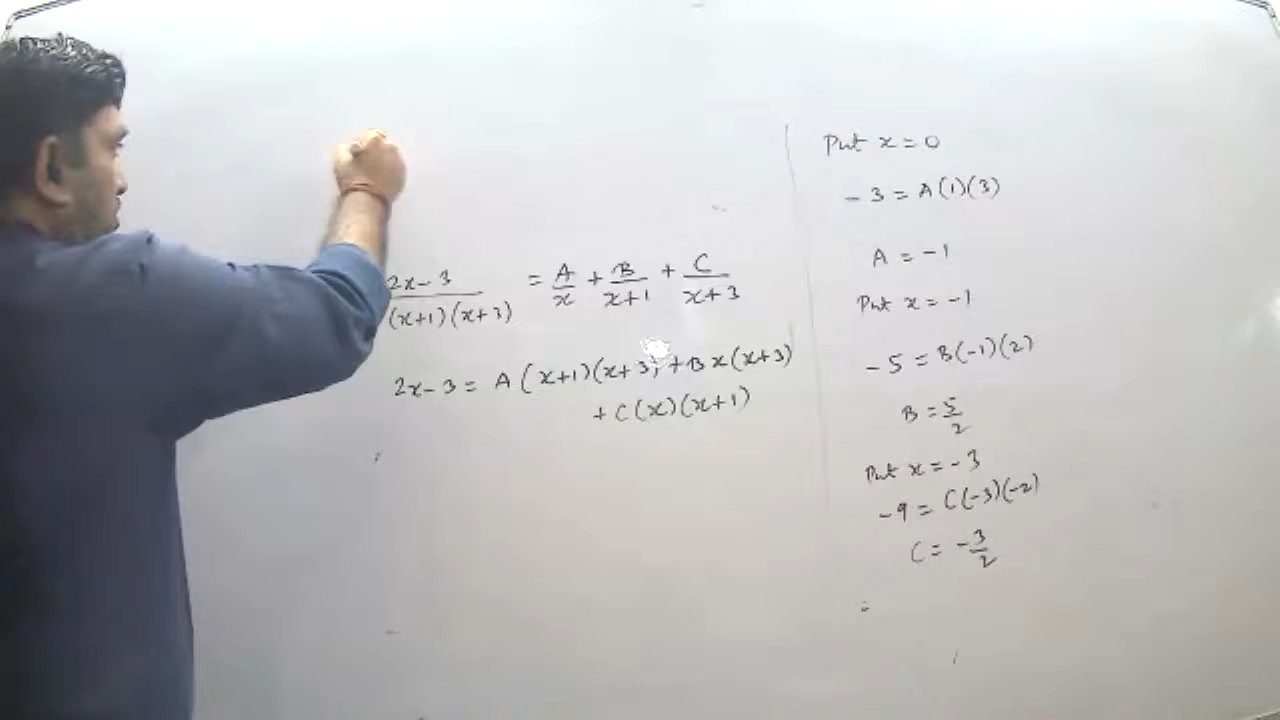 2x-3 / (x+1)(x+3) = A/x + B/x+1 + C/x+3
2x-3 = A(x+1)(x+3) + Bx(x+3)
+ C(x)(x+1)
Put x = 0
-3 = A(1)(3)
A = -1
Put x = -1
-5 = B(-1)(2)
B = 5/2
Put x = -3
-9 = C(-3)(-2)
C = -3/2